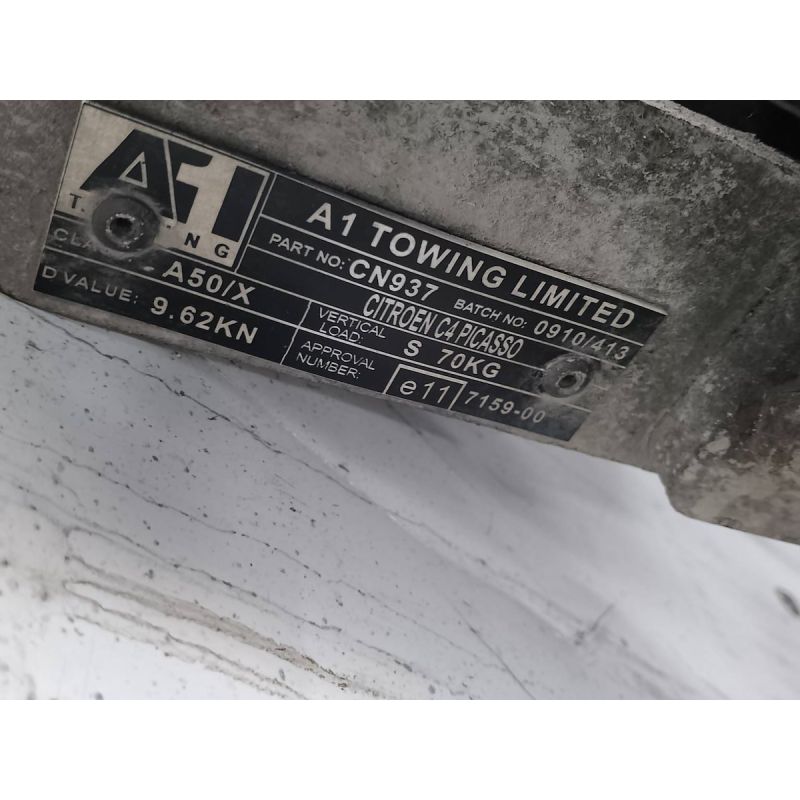 A1
T. NG
A1 TOWING LIMITED
PART NO: CN937 BATCH NO: 0910/413
CITROEN C4 PICASSO
A50/X
VERTICAL LOAD: S 70KG
D VALUE: 9.62KN
APPROVAL NUMBER: e11 7159-00